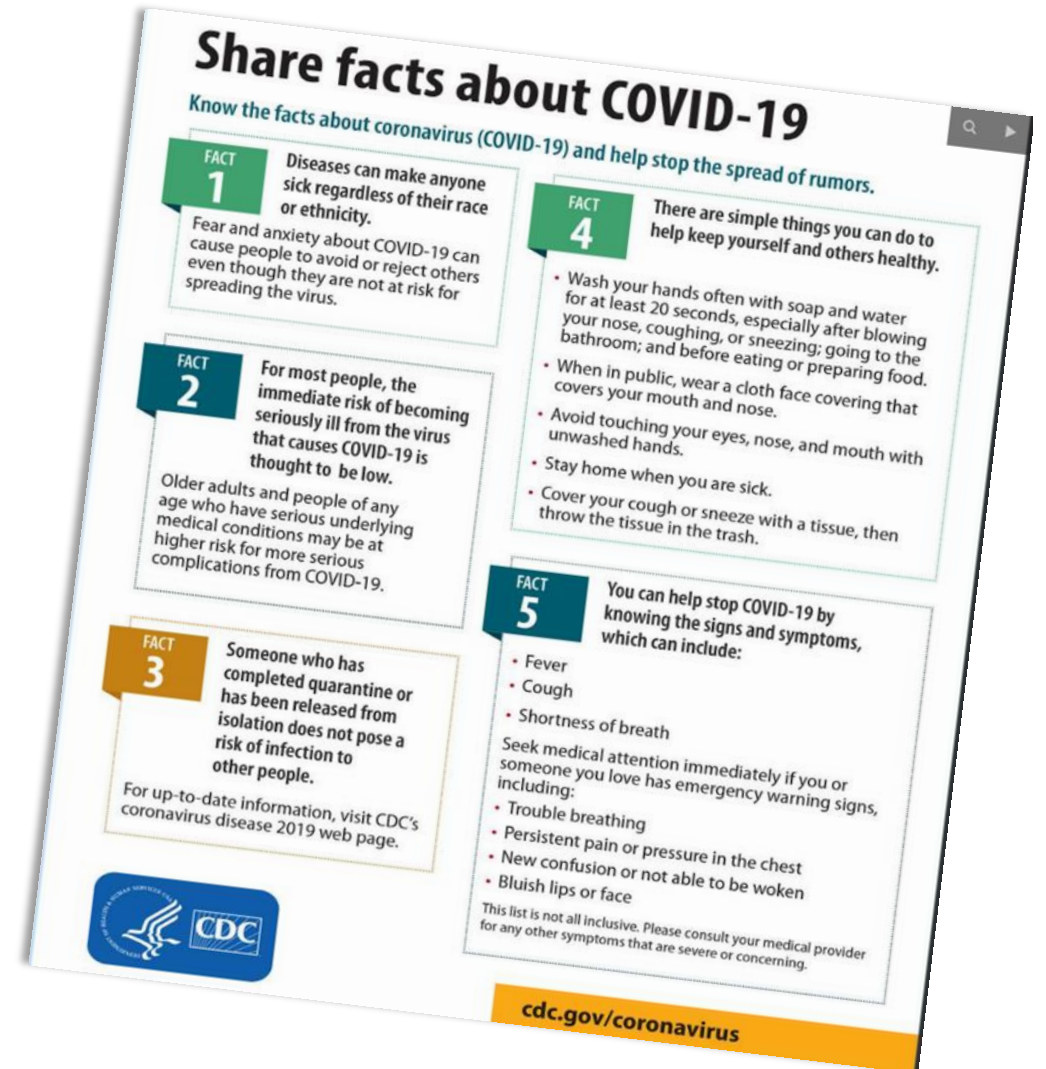 Share facts about COVID-19
Know the facts about coronavirus (COVID-19) and help stop the spread of rumors.
FACT
1
Diseases can make anyone
sick regardless of their race
or ethnicity.
Fear and anxiety about COVID-19 can
cause people to avoid or reject others
even though they are not at risk for
spreading the virus.
FACT
2
For most people, the
immediate risk of becoming
seriously ill from the virus
that causes COVID-19 is
thought to be low.
Older adults and people of any
age who have serious underlying
medical conditions may be at
higher risk for more serious
complications from COVID-19.
FACT
3
Someone who has
completed quarantine or
has been released from
isolation does not pose a
risk of infection to
other people.
For up-to-date information, visit CDC's
coronavirus disease 2019 web page.
FACT
4
There are simple things you can do to
help keep yourself and others healthy.
• Wash your hands often with soap and water
for at least 20 seconds, especially after blowing
your nose, coughing, or sneezing; going to the
bathroom; and before eating or preparing food.
• When in public, wear a cloth face covering that
covers your mouth and nose.
• Avoid touching your eyes, nose, and mouth with
unwashed hands.
• Stay home when you are sick.
• Cover your cough or sneeze with a tissue, then
throw the tissue in the trash.
FACT
5
You can help stop COVID-19 by
knowing the signs and symptoms,
which can include:
• Fever
• Cough
• Shortness of breath
Seek medical attention immediately if you or
someone you love has emergency warning signs,
including:
• Trouble breathing
• Persistent pain or pressure in the chest
• New confusion or not able to be woken
• Bluish lips or face
This list is not all inclusive. Please consult your medical provider
for any other symptoms that are severe or concerning.
CDC
cdc.gov/coronavirus